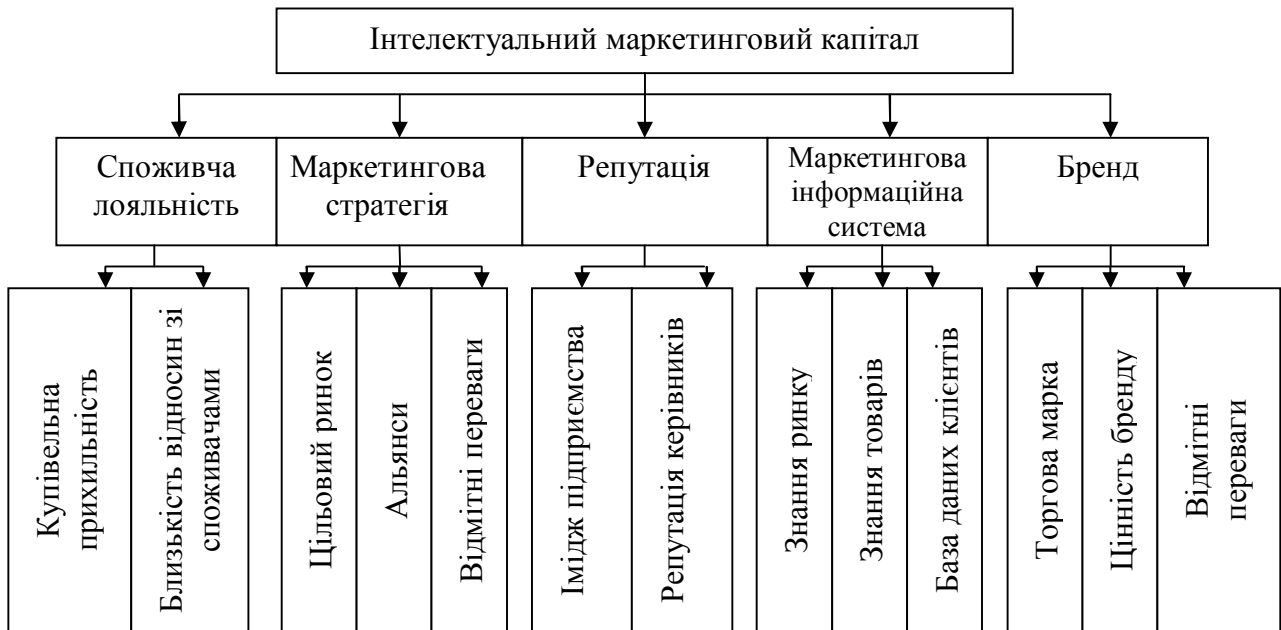 Інтелектуальний маркетинговий капітал
Споживча
лояльність
Маркетингова
стратегія
Репутація
Маркетингова
інформаційна
система
Бренд
Купівельна
прихильність
Близькість відносин зі
споживачами
Цільовий ринок
Альянси
Відмітні переваги
Імідж підприємства
Репутація керівників
Знання ринку
Знання товарів
База даних клієнтів
Торгова марка
Цінність бренду
Відмітні
переваги